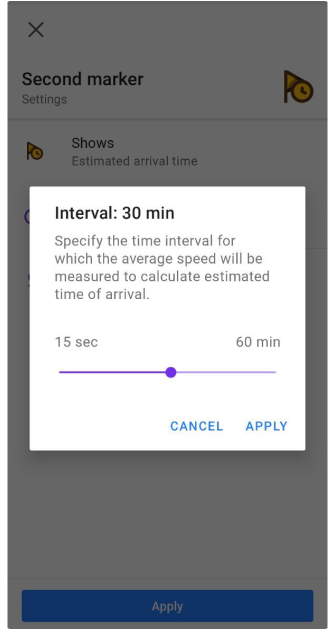 Second marker
Settings
Shows
Estimated arrival time
Interval: 30 min
Specify the time interval for
which the average speed will be
measured to calculate estimated
time of arrival.
15 sec 60 min
CANCEL APPLY
Apply